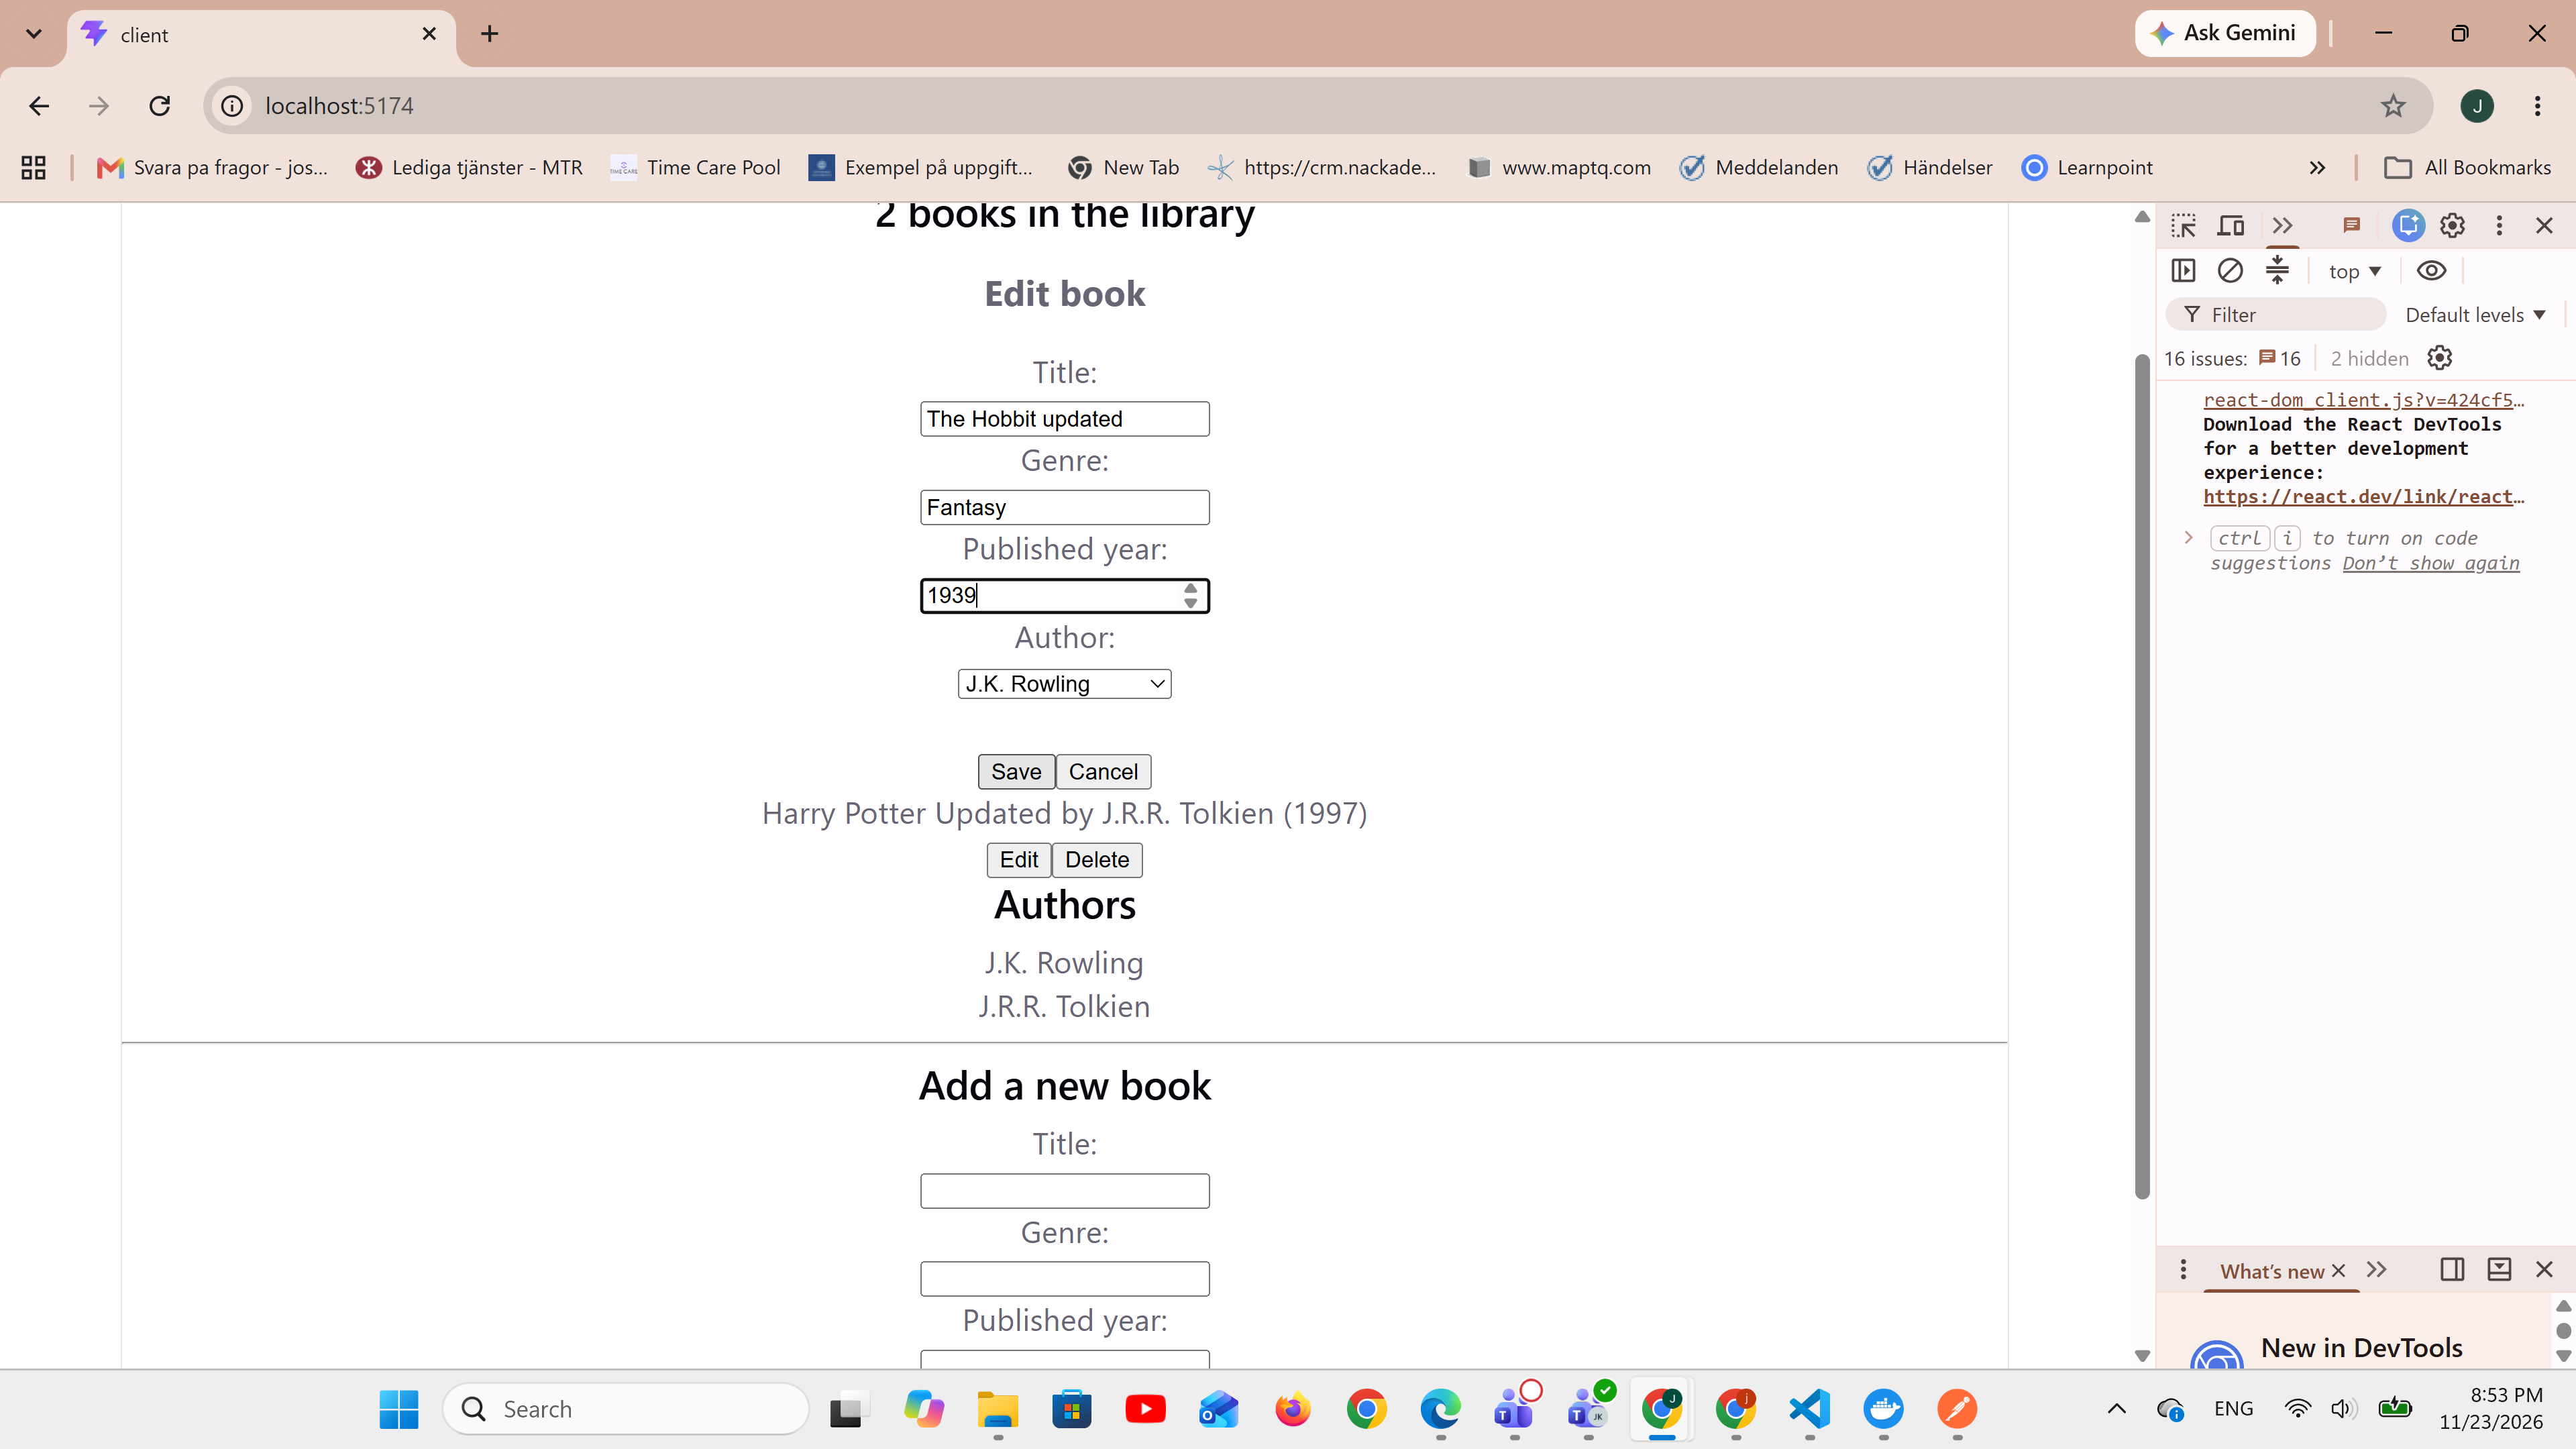 client
Ask Gemini
localhost:5174
Svara pa fragor - jos...
Lediga tjänster - MTR
TIME CARE
Time Care Pool
Exempel på uppgift...
New Tab
https://crm.nackade...
www.maptq.com
Meddelanden
Händelser
Learnpoint
All Bookmarks
2 books in the library
Edit book
Title:
The Hobbit updated
Genre:
Fantasy
Published year:
1939
Author:
J.K. Rowling
Save Cancel
Harry Potter Updated by J.R.R. Tolkien (1997)
Edit Delete
Authors
J.K. Rowling
J.R.R. Tolkien
Add a new book
Title:
Genre:
Published year:
top
Filter
Default levels
16 issues: 16 2 hidden
react-dom_client.js?v=424cf5…
Download the React DevTools
for a better development
experience:
https://react.dev/link/react…
ctrl i to turn on code
suggestions Don’t show again
What’s new
New in DevTools
Search
ENG
8:53 PM
11/23/2026